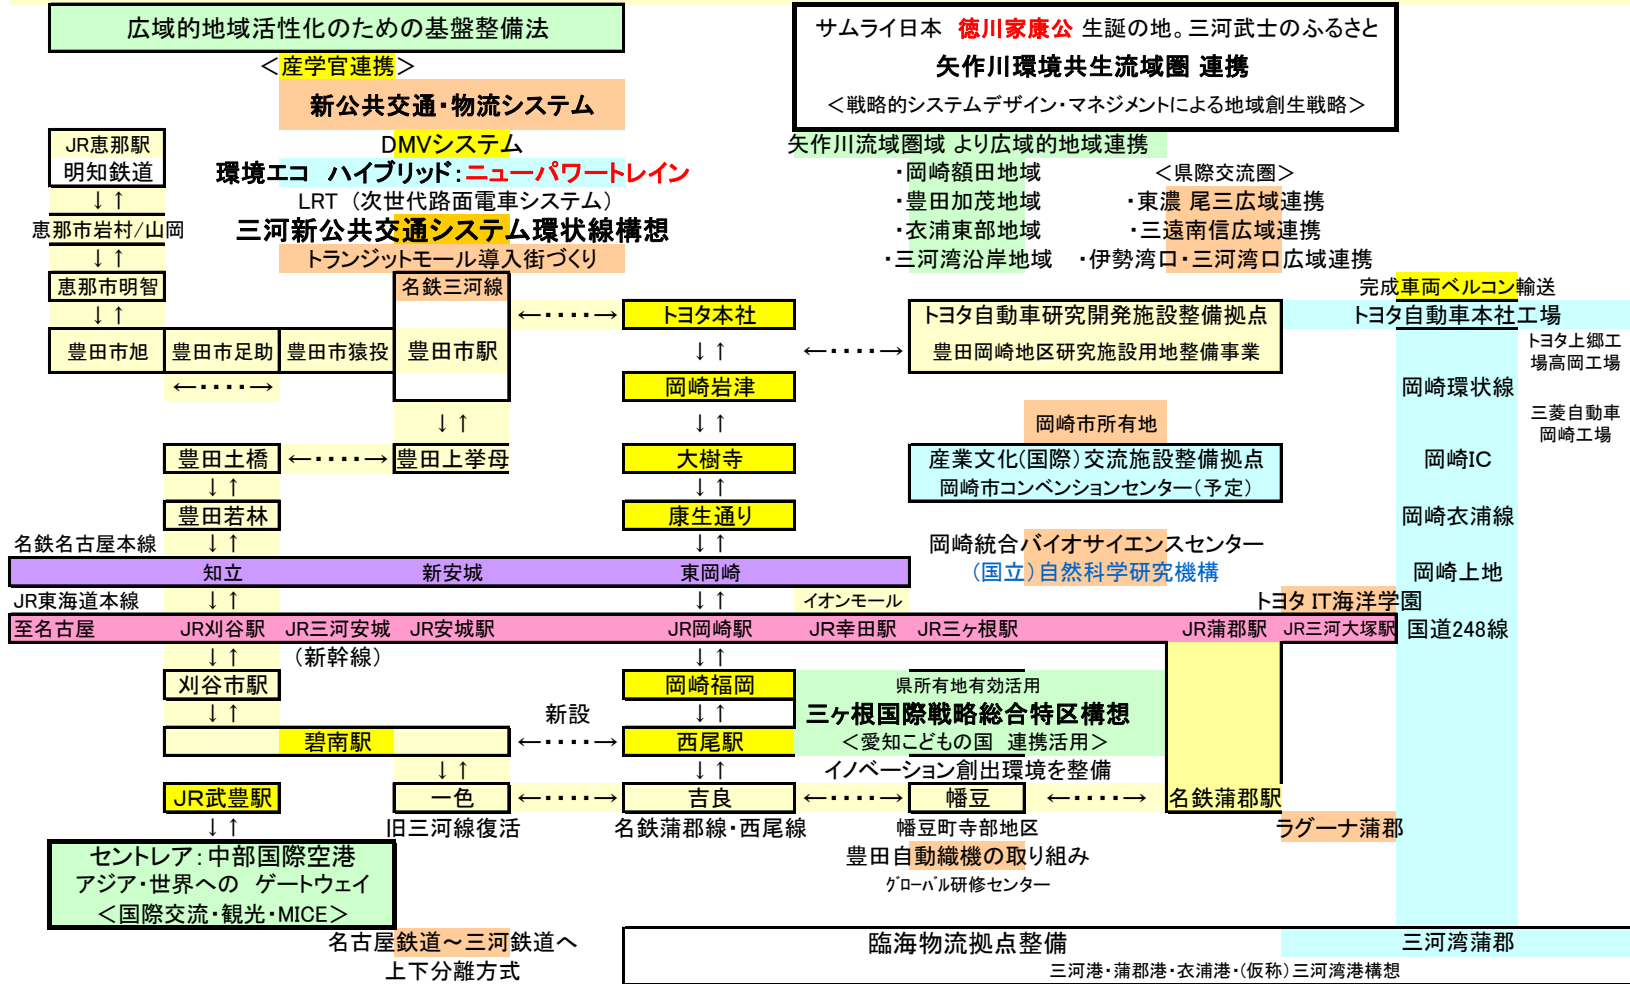 広域的地域活性化のための基盤整備法
＜産学官連携＞
新公共交通・物流システム
サムライ日本 徳川家康公 生誕の地。三河武士のふるさと
矢作川環境共生流域圏 連携
＜戦略的システムデザイン・マネジメントによる地域創生戦略＞
JR恵那駅
明知鉄道
↓↑
恵那市岩村/山岡
↓↑
恵那市明智
↓↑
DMVシステム
環境エコ ハイブリッド：ニューパワートレイン
LRT （次世代路面電車システム）
三河新公共交通システム環状線構想
トランジットモール導入街づくり
矢作川流域圏域 より広域的地域連携
・岡崎額田地域
・豊田加茂地域
・衣浦東部地域
・三河湾沿岸地域
＜県際交流圏＞
・東濃 尾三広域連携
・三遠南信広域連携
・伊勢湾口・三河湾口広域連携
豊田市旭
豊田市足助
豊田市猿投
名鉄三河線
豊田市駅
←・・・・→
トヨタ本社
↓↑
←・・・・→
トヨタ自動車研究開発施設整備拠点
豊田岡崎地区研究施設用地整備事業
完成車両ベルコン輸送
トヨタ自動車本社工場
トヨタ上郷工
場高岡工場
←・・・・→
岡崎岩津
岡崎環状線
↓↑
↓↑
岡崎市所有地
三菱自動車
岡崎工場
豊田土橋
←・・・・→
豊田上挙母
大樹寺
産業文化(国際)交流施設整備拠点
岡崎市コンベンションセンター(予定)
岡崎IC
↓↑
↓↑
豊田若林
康生通り
岡崎衣浦線
名鉄名古屋本線
↓↑
↓↑
岡崎統合バイオサイエンスセンター
（国立）自然科学研究機構
知立
新安城
東岡崎
岡崎上地
JR東海道本線
↓↑
↓↑
イオンモール
トヨタ IT海洋学園
至名古屋
JR刈谷駅
JR三河安城
JR安城駅
JR岡崎駅
JR幸田駅
JR三ヶ根駅
JR蒲郡駅
JR三河大塚駅
国道248線
↓↑
（新幹線）
↓↑
刈谷市駅
岡崎福岡
県所有地有効活用
三ヶ根国際戦略総合特区構想
＜愛知こどもの国 連携活用＞
イノベーション創出環境を整備
↓↑
新設
↓↑
碧南駅
←・・・・→
西尾駅
↓↑
↓↑
JR武豊駅
一色
←・・・・→
吉良
←・・・・→
幡豆
←・・・・→
名鉄蒲郡駅
↓↑
旧三河線復活
名鉄蒲郡線・西尾線
幡豆町寺部地区
豊田自動織機の取り組み
グローバル研修センター
ラグーナ蒲郡
セントレア：中部国際空港
アジア・世界への ゲートウェイ
＜国際交流・観光・MICE＞
名古屋鉄道～三河鉄道へ
上下分離方式
臨海物流拠点整備
三河湾蒲郡
三河港・蒲郡港・衣浦港・(仮称)三河湾港構想